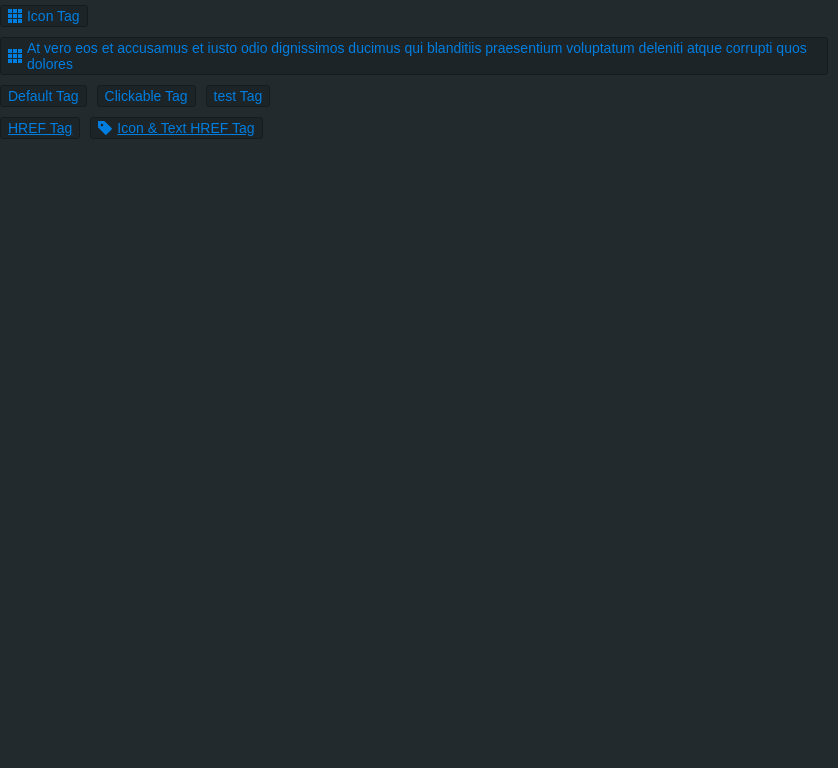 Icon Tag
At vero eos et accusamus et iusto odio dignissimos ducimus qui blanditiis praesentium voluptatum deleniti atque corrupti quos
dolores
Default Tag Clickable Tag test Tag
HREF Tag Icon & Text HREF Tag